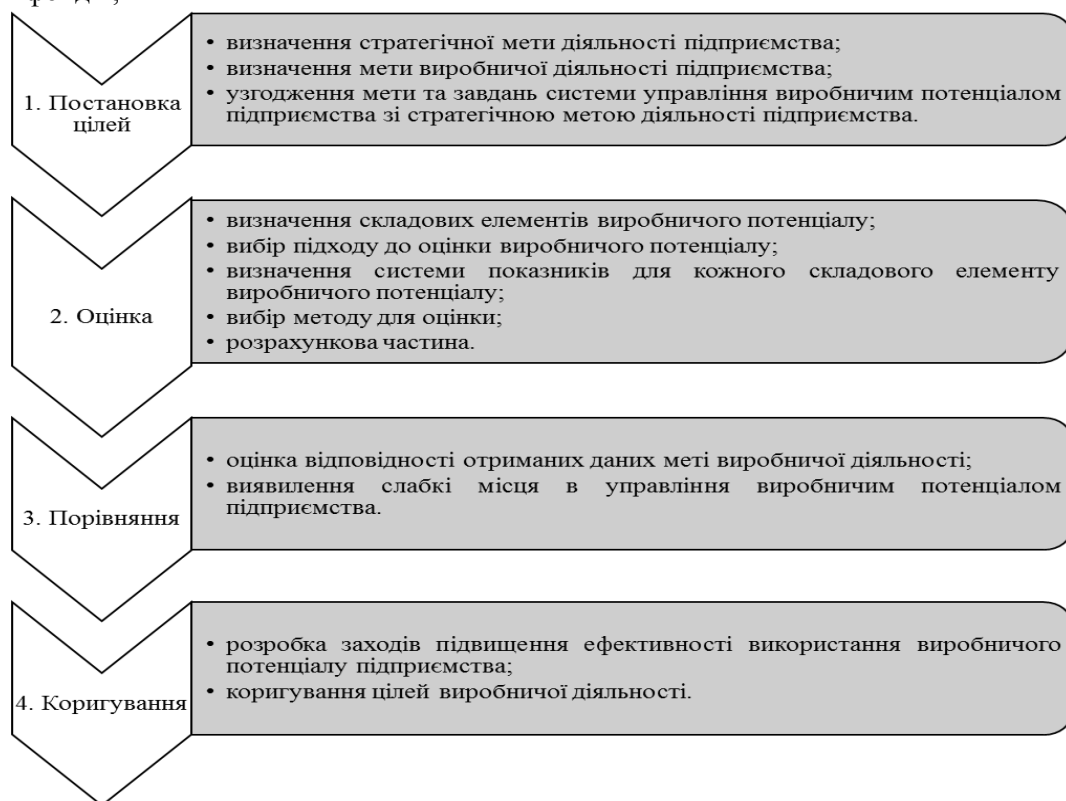 1. Постановка
цілей
• визначення стратегічної мети діяльності підприємства;
• визначення мети виробничої діяльності підприємства;
• узгодження мети та завдань системи управління виробничим потенціалом
підприємства зі стратегічною метою діяльності підприємства.
2. Оцінка
• визначення складових елементів виробничого потенціалу;
• вибір підходу до оцінки виробничого потенціалу;
• визначення системи показників для кожного складового елементу
виробничого потенціалу;
• вибір методу для оцінки;
• розрахункова частина.
3. Порівняння
• оцінка відповідності отриманих даних меті виробничої діяльності;
• виявилення слабкі місця в управління виробничим потенціалом
підприємства.
4. Коригування
• розробка заходів підвищення ефективності використання виробничого
потенціалу підприємства;
• коригування цілей виробничої діяльності.